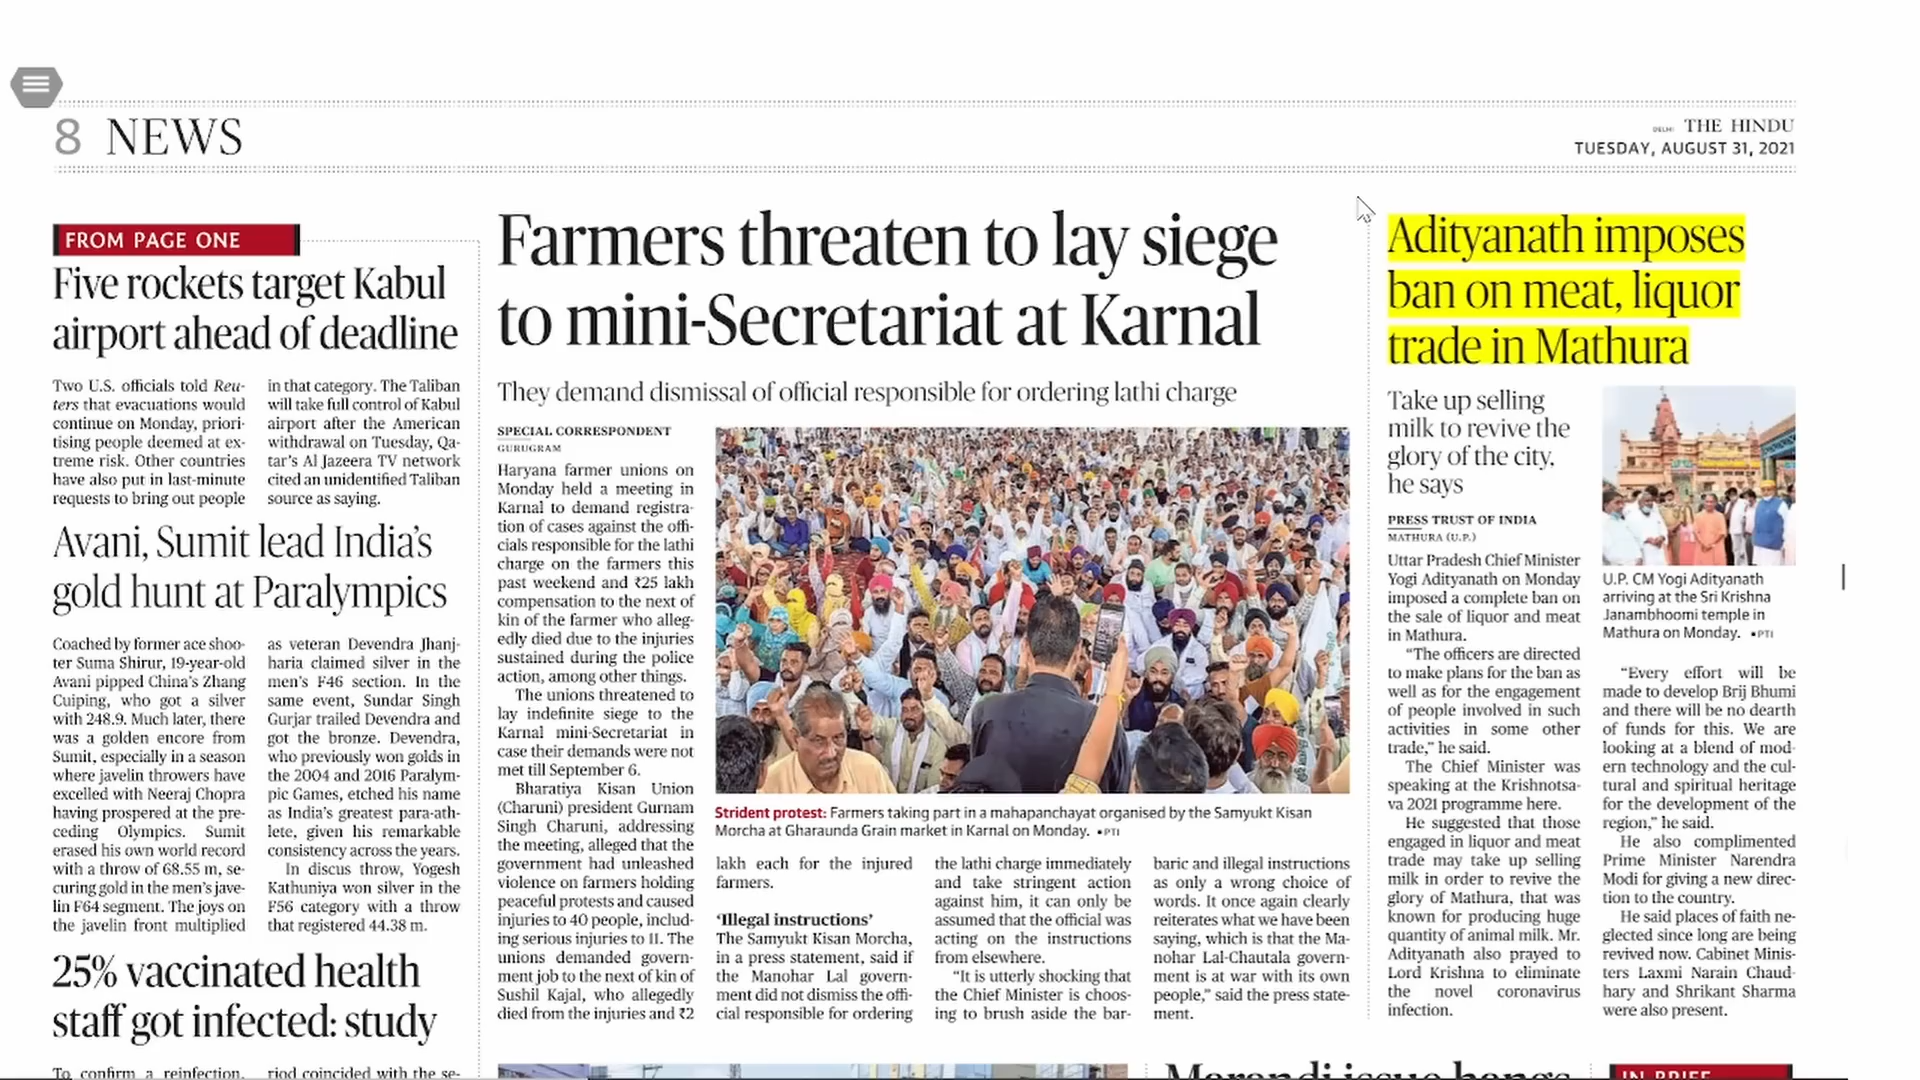 8 NEWS
DELHI THE HINDU
TUESDAY, AUGUST 31, 2021
FROM PAGE ONE
Five rockets target Kabul
airport ahead of deadline
Two U.S. officials told Reu-
ters that evacuations would
continue on Monday, priori-
tising people deemed at ex-
treme risk. Other countries
have also put in last-minute
requests to bring out people
in that category. The Taliban
will take full control of Kabul
airport after the American
withdrawal on Tuesday, Qa-
tar's Al Jazeera TV network
cited an unidentified Taliban
source as saying.
Avani, Sumit lead India's
gold hunt at Paralympics
Coached by former ace shoo-
ter Suma Shirur, 19-year-old
Avani pipped China's Zhang
Cuiping, who got a silver
with 248.9. Much later, there
was a golden encore from
Sumit, especially in a season
where javelin throwers have
excelled with Neeraj Chopra
having prospered at the pre-
ceding Olympics. Sumit
erased his own world record
with a throw of 68.55 m, se-
curing gold in the men's jave-
lin F64 segment. The joys on
the javelin front multiplied
as veteran Devendra Jhanj-
haria claimed silver in the
men's F46 section. In the
same event, Sundar Singh
Gurjar trailed Devendra and
got the bronze. Devendra,
who previously won golds in
the 2004 and 2016 Paralym-
pic Games, etched his name
as India's greatest para-ath-
lete, given his remarkable
consistency across the years.
In discus throw, Yogesh
Kathuniya won silver in the
F56 category with a throw
that registered 44.38 m.
25% vaccinated health
staff got infected: study
To confirm a reinfection,
riod coincided with the se-
Farmers threaten to lay siege
to mini-Secretariat at Karnal
They demand dismissal of official responsible for ordering lathi charge
SPECIAL CORRESPONDENT
GURUGRAM
Haryana farmer unions on
Monday held a meeting in
Karnal to demand registra-
tion of cases against the offi-
cials responsible for the lathi
charge on the farmers this
past weekend and ₹25 lakh
compensation to the next of
kin of the farmer who alleg-
edly died due to the injuries
sustained during the police
action, among other things.
The unions threatened to
lay indefinite siege to the
Karnal mini-Secretariat in
case their demands were not
met till September 6.
Bharatiya Kisan Union
(Charuni) president Gurnam
Singh Charuni, addressing
the meeting, alleged that the
government had unleashed
violence on farmers holding
peaceful protests and caused
injuries to 40 people, includ-
ing serious injuries to 11. The
unions demanded govern-
ment job to the next of kin of
Sushil Kajal, who allegedly
died from the injuries and ₹2
Strident protest: Farmers taking part in a mahapanchayat organised by the Samyukt Kisan
Morcha at Gharaunda Grain market in Karnal on Monday. •PTI
lakh each for the injured
farmers.
'Illegal instructions'
The Samyukt Kisan Morcha,
in a press statement, said if
the Manohar Lal govern-
ment did not dismiss the offi-
cial responsible for ordering
the lathi charge immediately
and take stringent action
against him, it can only be
assumed that the official was
acting on the instructions
from elsewhere.
"It is utterly shocking that
the Chief Minister is choos-
ing to brush aside the bar-
baric and illegal instructions
as only a wrong choice of
words. It once again clearly
reiterates what we have been
saying, which is that the Ma-
nohar Lal-Chautala govern-
ment is at war with its own
people," said the press state-
ment.
Adityanath imposes
ban on meat, liquor
trade in Mathura
Take up selling
milk to revive the
glory of the city,
he says
PRESS TRUST OF INDIA
MATHURA (U.P.)
Uttar Pradesh Chief Minister
Yogi Adityanath on Monday
imposed a complete ban on
the sale of liquor and meat
in Mathura.
"The officers are directed
to make plans for the ban as
well as for the engagement
of people involved in such
activities in some other
trade," he said.
The Chief Minister was
speaking at the Krishnotsa-
va 2021 programme here.
He suggested that those
engaged in liquor and meat
trade may take up selling
milk in order to revive the
glory of Mathura, that was
known for producing huge
quantity of animal milk. Mr.
Adityanath also prayed to
Lord Krishna to eliminate
the novel coronavirus
infection.
U.P. CM Yogi Adityanath
arriving at the Sri Krishna
Janambhoomi temple in
Mathura on Monday. •PTI
"Every effort will be
made to develop Brij Bhumi
and there will be no dearth
of funds for this. We are
looking at a blend of mod-
ern technology and the cul-
tural and spiritual heritage
for the development of the
region," he said.
He also complimented
Prime Minister Narendra
Modi for giving a new direc-
tion to the country.
He said places of faith ne-
glected since long are being
revived now. Cabinet Minis-
ters Laxmi Narain Chaud-
hary and Shrikant Sharma
were also present.
Marandi issue hangs
IN BRIEF